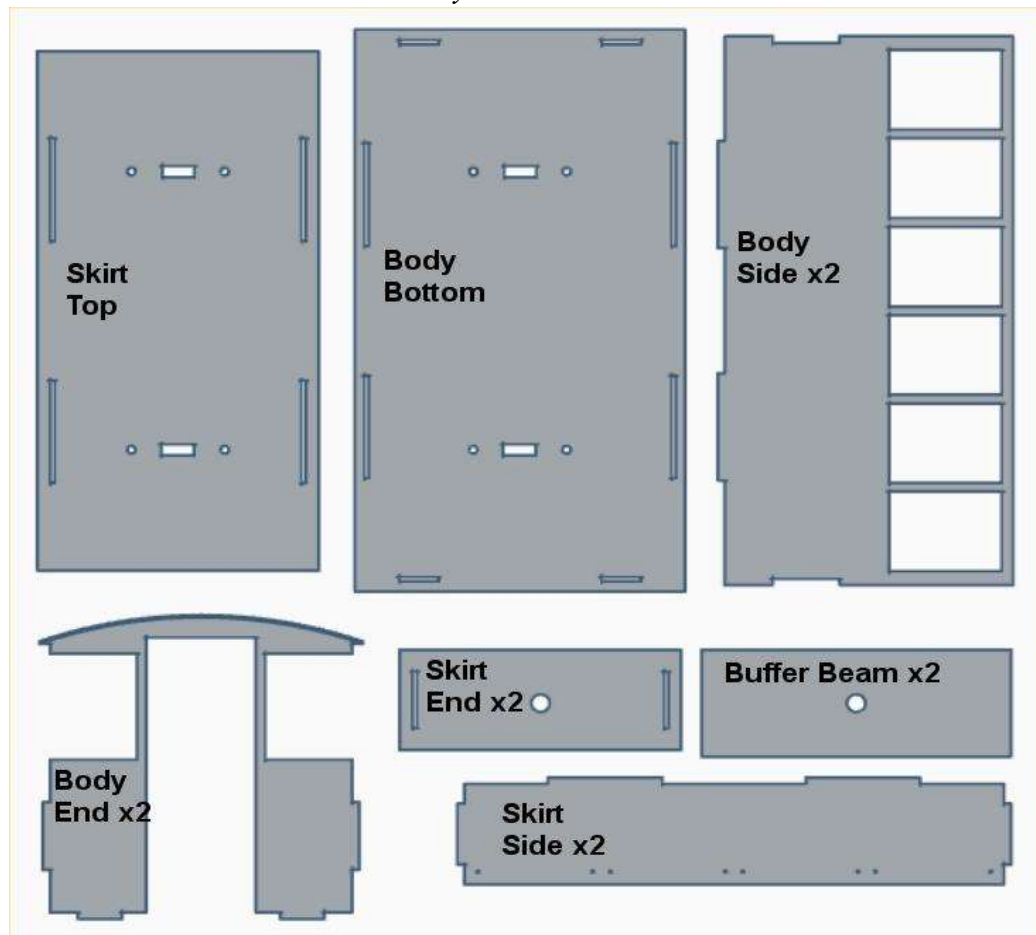 Skirt
Top
Body
Bottom
Body
Side x2
Body
End x2
Skirt
End x2
Buffer Beam x2
Skirt
Side x2